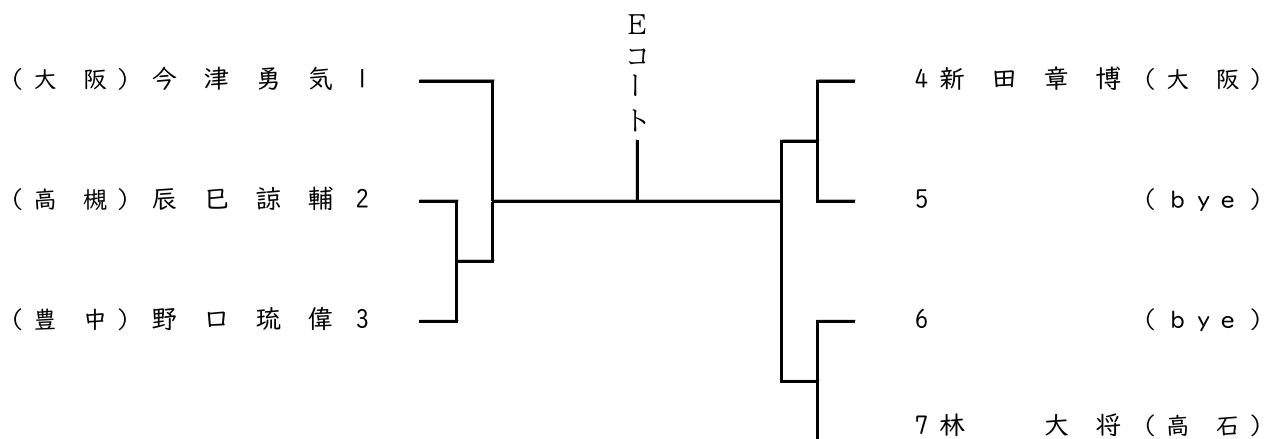 Eコート
(大阪)今津勇気 1
(高槻)辰巳諒輔 2
(豊中)野口琉偉 3
4 新田章博(大阪)
5 (bye)
6 (bye)
7 林 大将(高石)